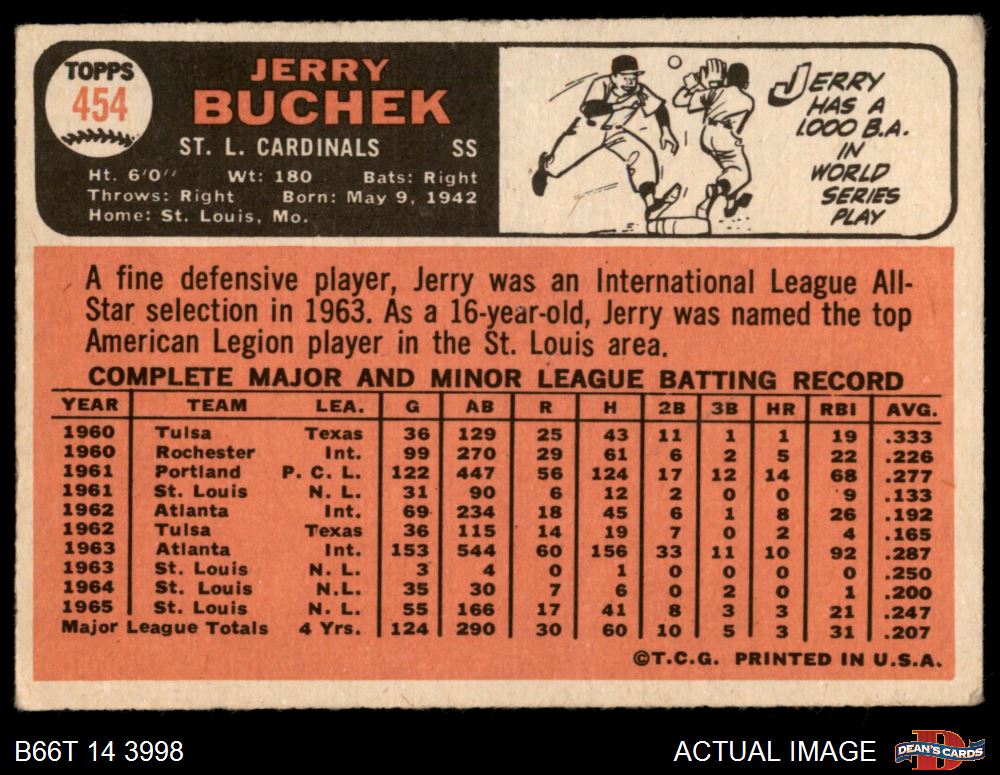 TOPPS
454
JERRY
BUCHEK
ST. L. CARDINALS SS
Ht. 6'0'' Wt: 180 Bats: Right
Throws: Right Born: May 9, 1942
Home: St. Louis, Mo.
JERRY
HAS A
1.000 B.A.
IN
WORLD
SERIES
PLAY
A fine defensive player, Jerry was an International League All-
Star selection in 1963. As a 16-year-old, Jerry was named the top
American Legion player in the St. Louis area.
COMPLETE MAJOR AND MINOR LEAGUE BATTING RECORD
YEAR TEAM LEA. G AB R H 2B 3B HR RBI AVG.
1960 Tulsa Texas 36 129 25 43 11 1 1 19 .333
1960 Rochester Int. 99 270 29 61 6 2 5 22 .226
1961 Portland P. C. L. 122 447 56 124 17 12 14 68 .277
1961 St. Louis N. L. 31 90 6 12 2 0 0 9 .133
1962 Atlanta Int. 69 234 18 45 6 1 8 26 .192
1962 Tulsa Texas 36 115 14 19 7 0 2 4 .165
1963 Atlanta Int. 153 544 60 156 33 11 10 92 .287
1963 St. Louis N. L. 3 4 0 1 0 0 0 0 .250
1964 St. Louis N.L. 35 30 7 6 0 2 0 1 .200
1965 St. Louis N. L. 55 166 17 41 8 3 3 21 .247
Major League Totals 4 Yrs. 124 290 30 60 10 5 3 31 .207
©T.C.G. PRINTED IN U.S.A.
B66T 14 3998
ACTUAL IMAGE
DEAN'S CARDS